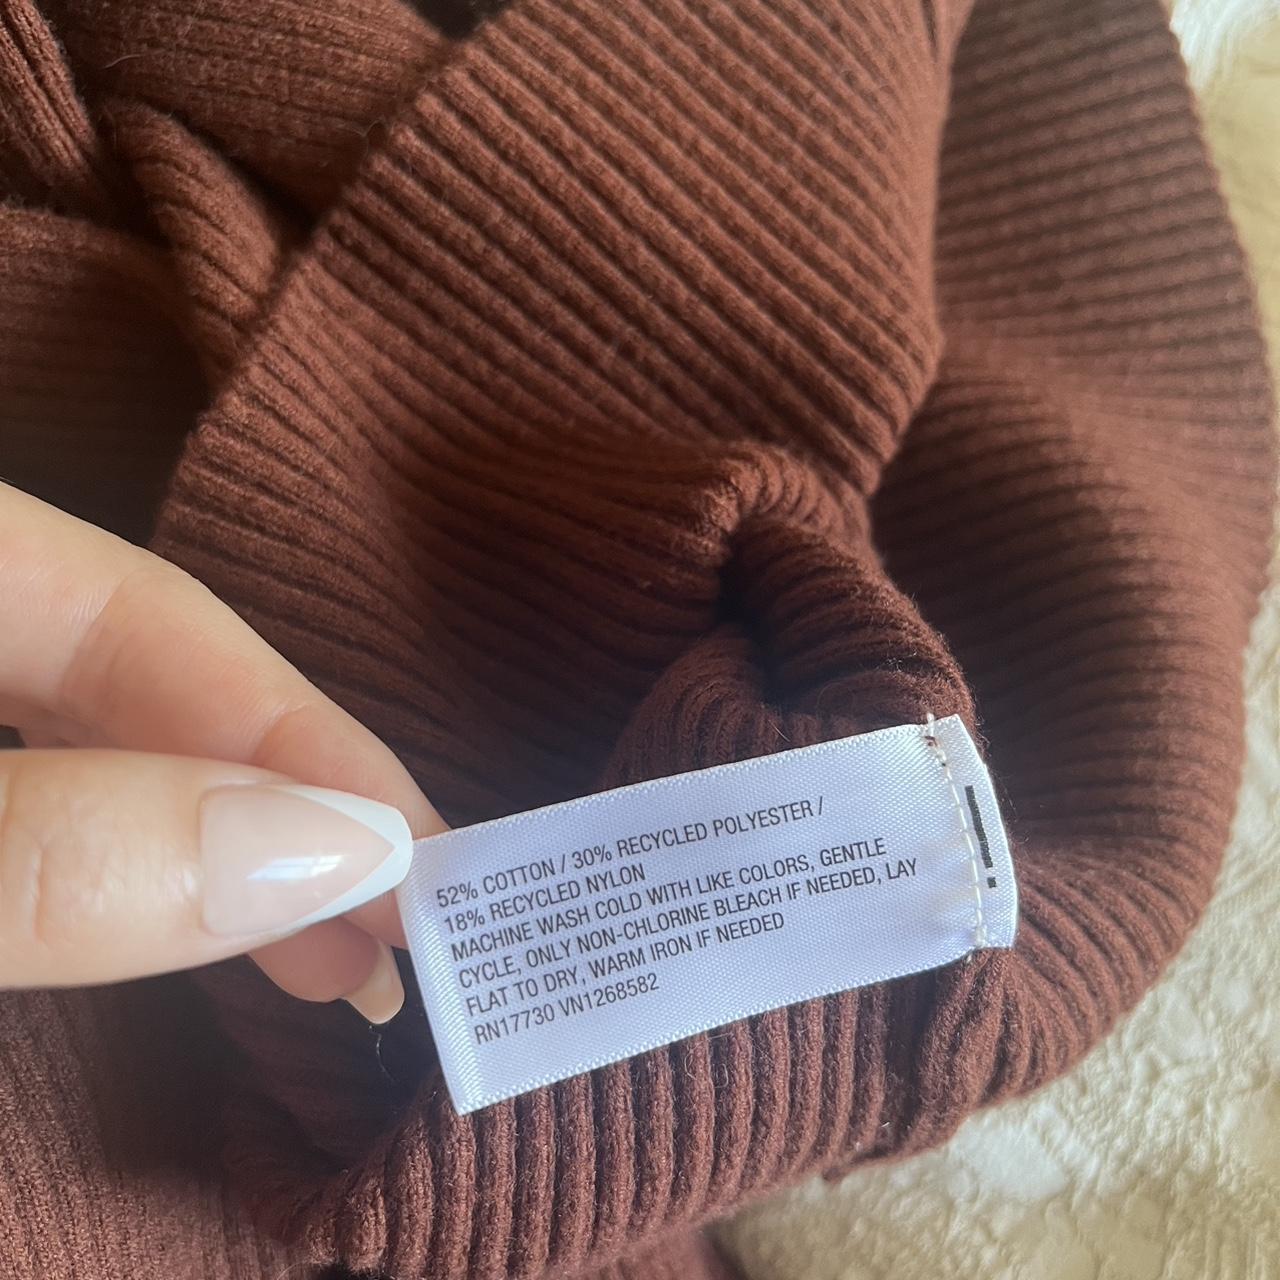 52% COTTON / 30% RECYCLED POLYESTER /
18% RECYCLED NYLON
MACHINE WASH COLD WITH LIKE COLORS, GENTLE
CYCLE, ONLY NON-CHLORINE BLEACH IF NEEDED, LAY
FLAT TO DRY, WARM IRON IF NEEDED
RN17730 VN1268582